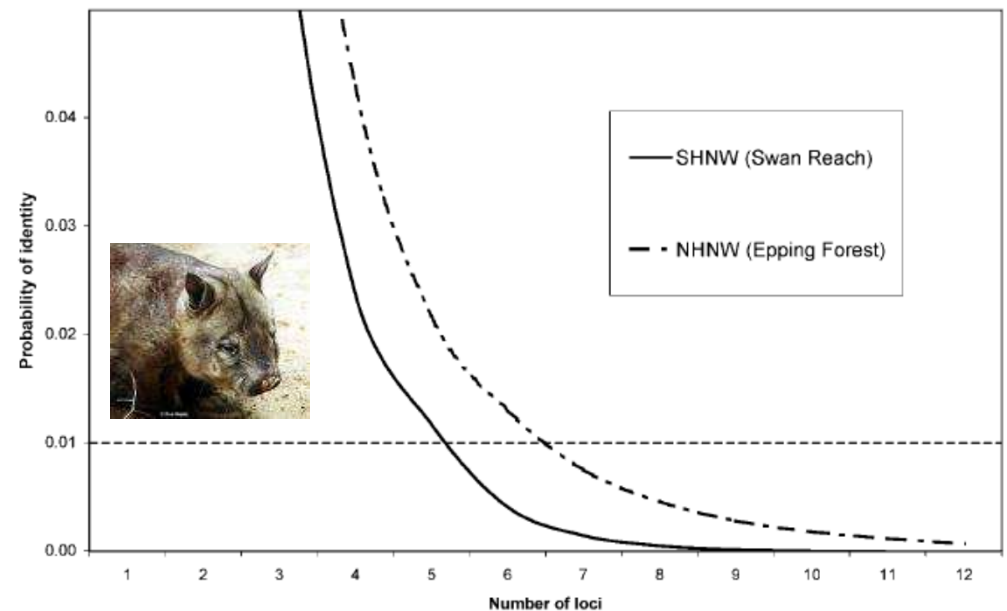 0.04
0.03
0.02
0.01
0.00
Probability of identity
SHNW (Swan Reach)
NHNW (Epping Forest)
1 2 3 4 5 6 7 8 9 10 11 12
Number of loci